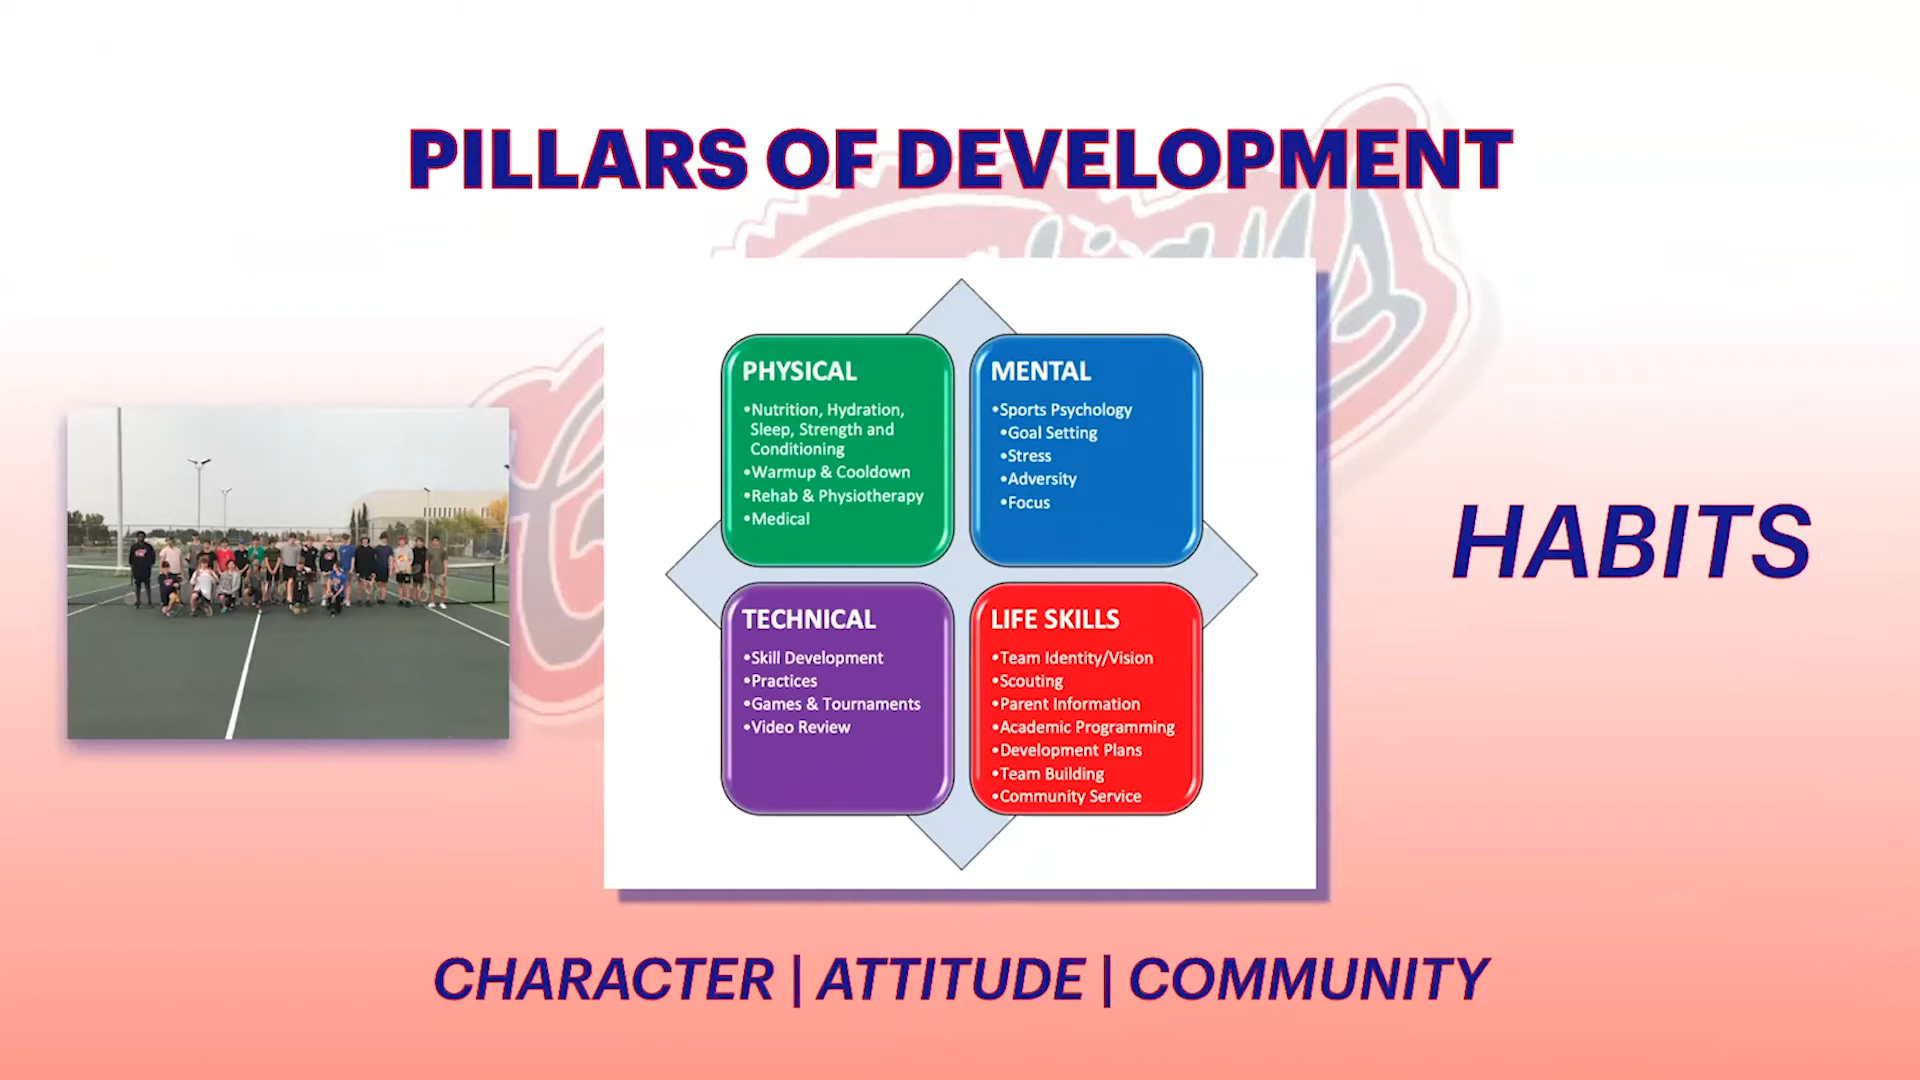 PILLARS OF DEVELOPMENT
PHYSICAL
•Nutrition, Hydration,
Sleep, Strength and
Conditioning
•Warmup & Cooldown
•Rehab & Physiotherapy
•Medical
MENTAL
•Sports Psychology
•Goal Setting
•Stress
•Adversity
•Focus
TECHNICAL
•Skill Development
•Practices
•Games & Tournaments
•Video Review
LIFE SKILLS
•Team Identity/Vision
•Scouting
•Parent Information
•Academic Programming
•Development Plans
•Team Building
•Community Service
HABITS
CHARACTER | ATTITUDE | COMMUNITY